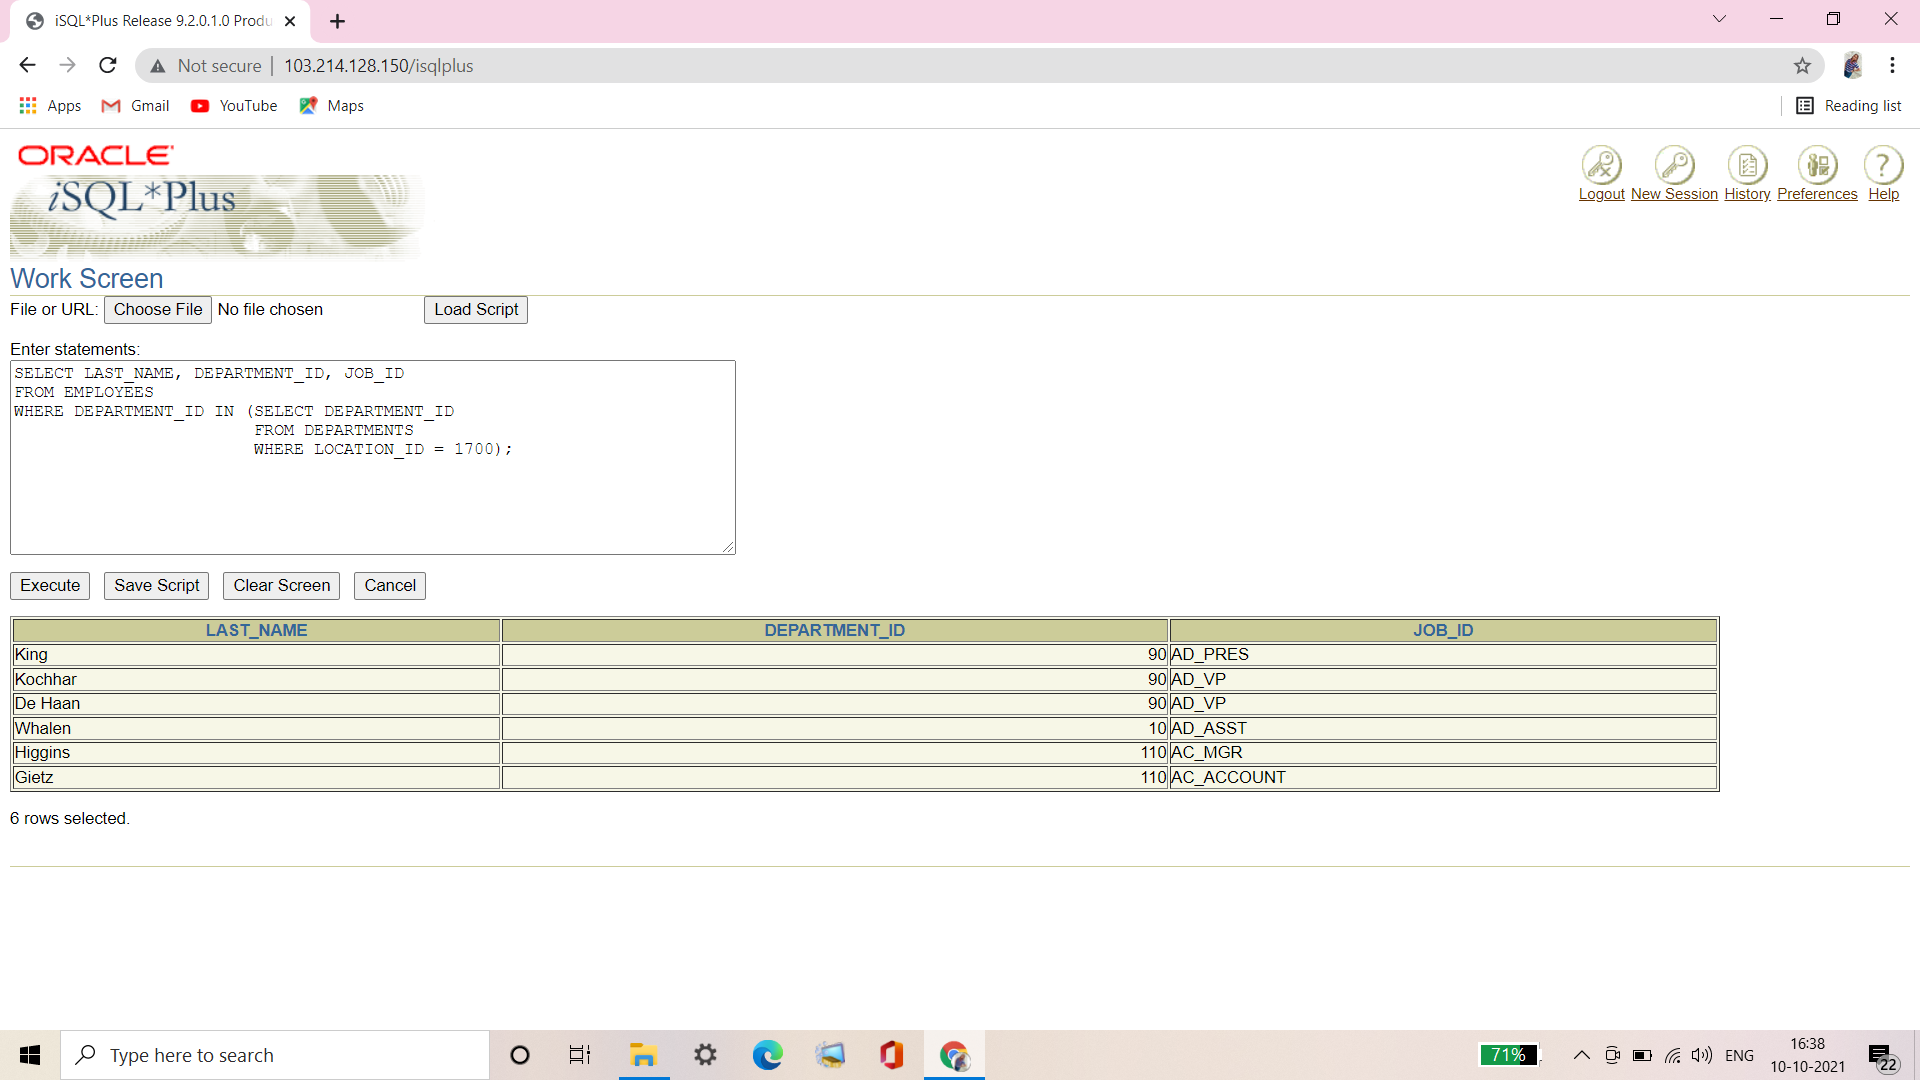 iSQL*Plus Release 9.2.0.1.0 Produ
Not secure | 103.214.128.150/isqlplus
Apps Gmail YouTube Maps Reading list
ORACLE
iSQL*Plus
Logout New Session History Preferences Help
Work Screen
File or URL: Choose File No file chosen Load Script
Enter statements:
SELECT LAST_NAME, DEPARTMENT_ID, JOB_ID
FROM EMPLOYEES
WHERE DEPARTMENT_ID IN (SELECT DEPARTMENT_ID
FROM DEPARTMENTS
WHERE LOCATION_ID = 1700);
Execute Save Script Clear Screen Cancel
LAST_NAME DEPARTMENT_ID JOB_ID
King 90 AD_PRES
Kochhar 90 AD_VP
De Haan 90 AD_VP
Whalen 10 AD_ASST
Higgins 110 AC_MGR
Gietz 110 AC_ACCOUNT
6 rows selected.
Type here to search 71% ENG 16:38
10-10-2021 22